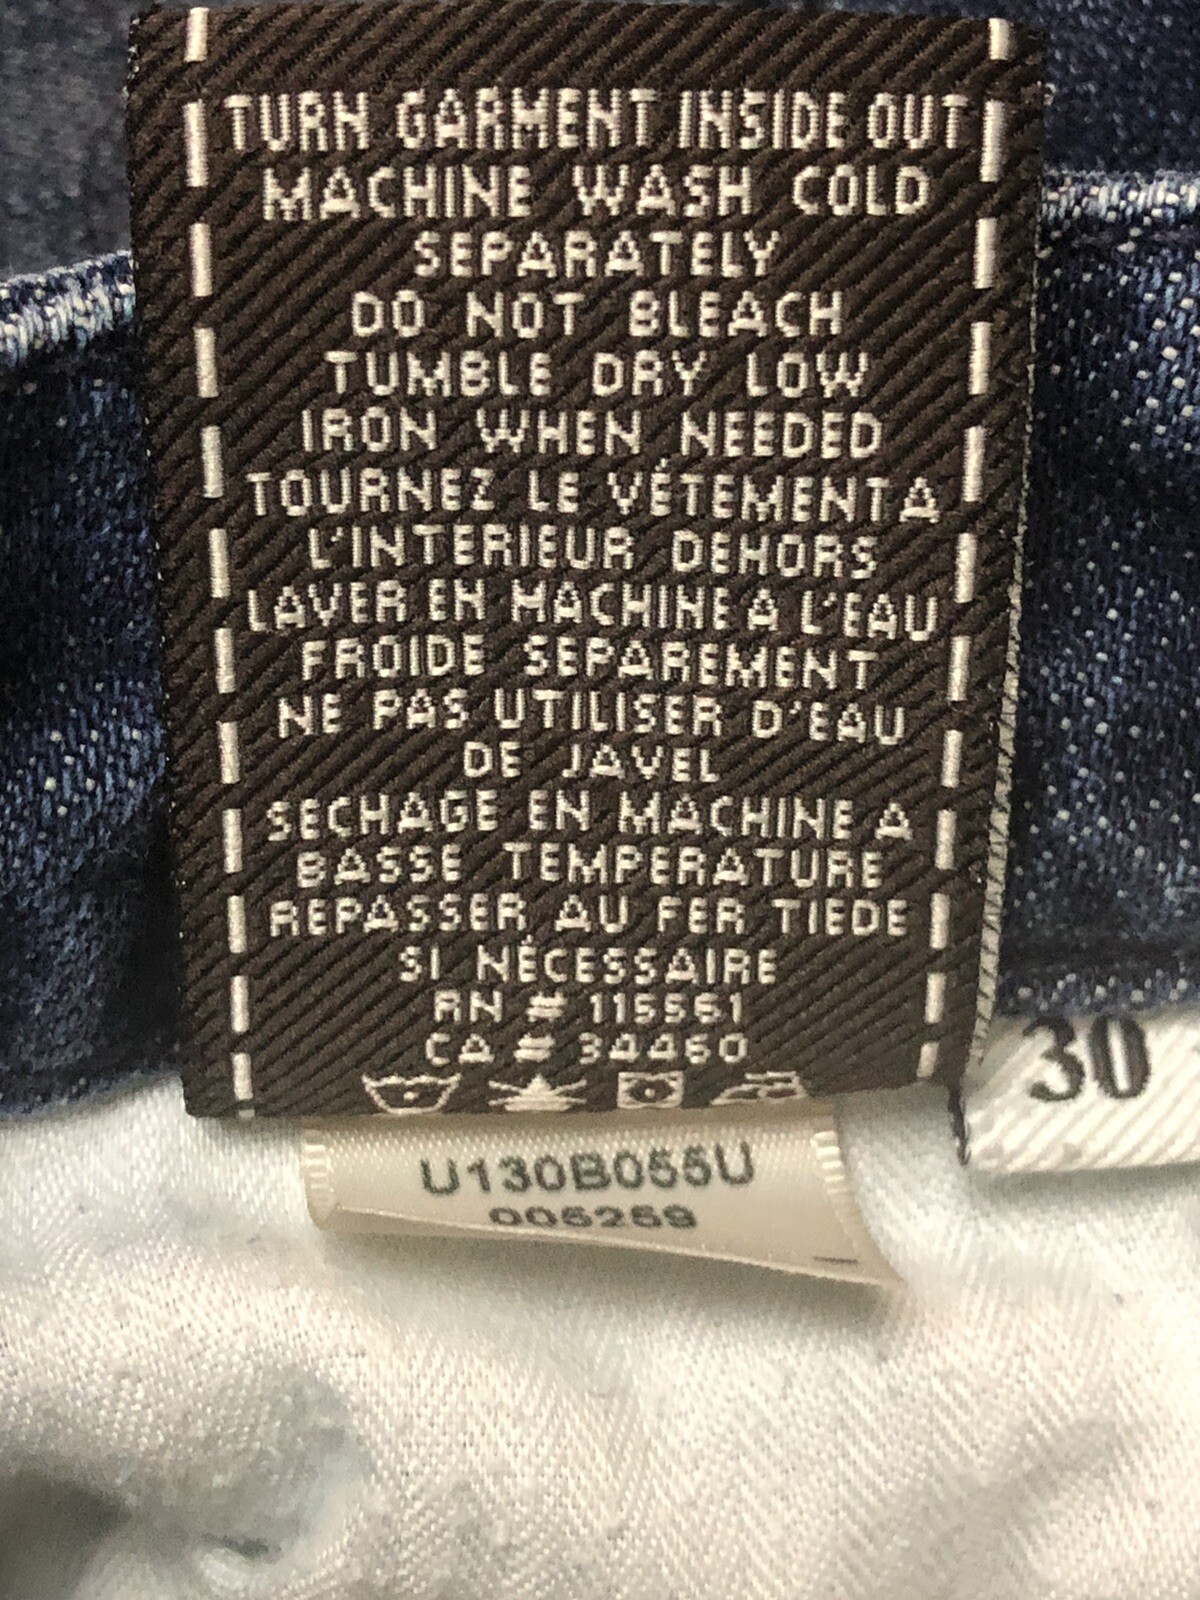 TURN GARMENT INSIDE OUT
MACHINE WASH COLD
SEPARATELY
DO NOT BLEACH
TUMBLE DRY LOW
IRON WHEN NEEDED
TOURNEZ LE VÉTEMENT A
L'INTERIEUR DEHORS
LAVER EN MACHINE A L'EAU
FROIDE SEPAREMENT
NE PAS UTILISER D'EAU
DE JAVEL
SECHAGE EN MACHINE A
BASSE TEMPERATURE
REPASSER AU FER TIEDE
SI NÉCESSAIRE
RN # 115561
CA # 34460
30
U130B055U
005259